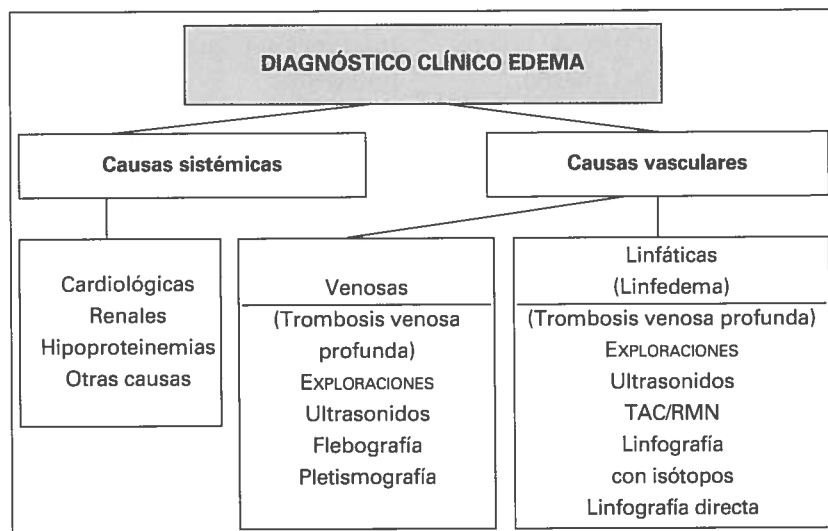 DIAGNÓSTICO CLÍNICO EDEMA
Causas sistémicas
Causas vasculares
Cardiológicas
Renales
Hipoproteinemias
Otras causas
Venosas
(Trombosis venosa
profunda)
EXPLORACIONES
Ultrasonidos
Flebografía
Pletismografía
Linfáticas
(Linfedema)
(Trombosis venosa profunda)
EXPLORACIONES
Ultrasonidos
TAC/RMN
Linfografía
con isótopos
Linfografía directa